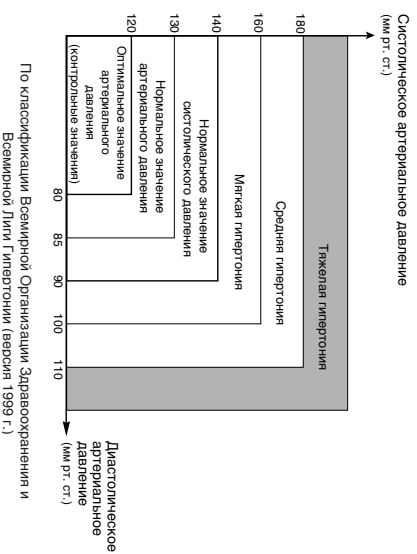 Систолическое артериальное давление
(мм рт. ст.)
180
160
140
130
120
Тяжелая гипертония
Средняя гипертония
Мягкая гипертония
Нормальное значение
систолического давления
Нормальное значение
артериального давления
Оптимальное значение
артериального
давления
(контрольные значения)
80
85
90
100
110
Диастолическое
артериальное
давление
(мм рт. ст.)
По классификации Всемирной Организации Здравоохранения и
Всемирной Лиги Гипертонии (версия 1999 г.)